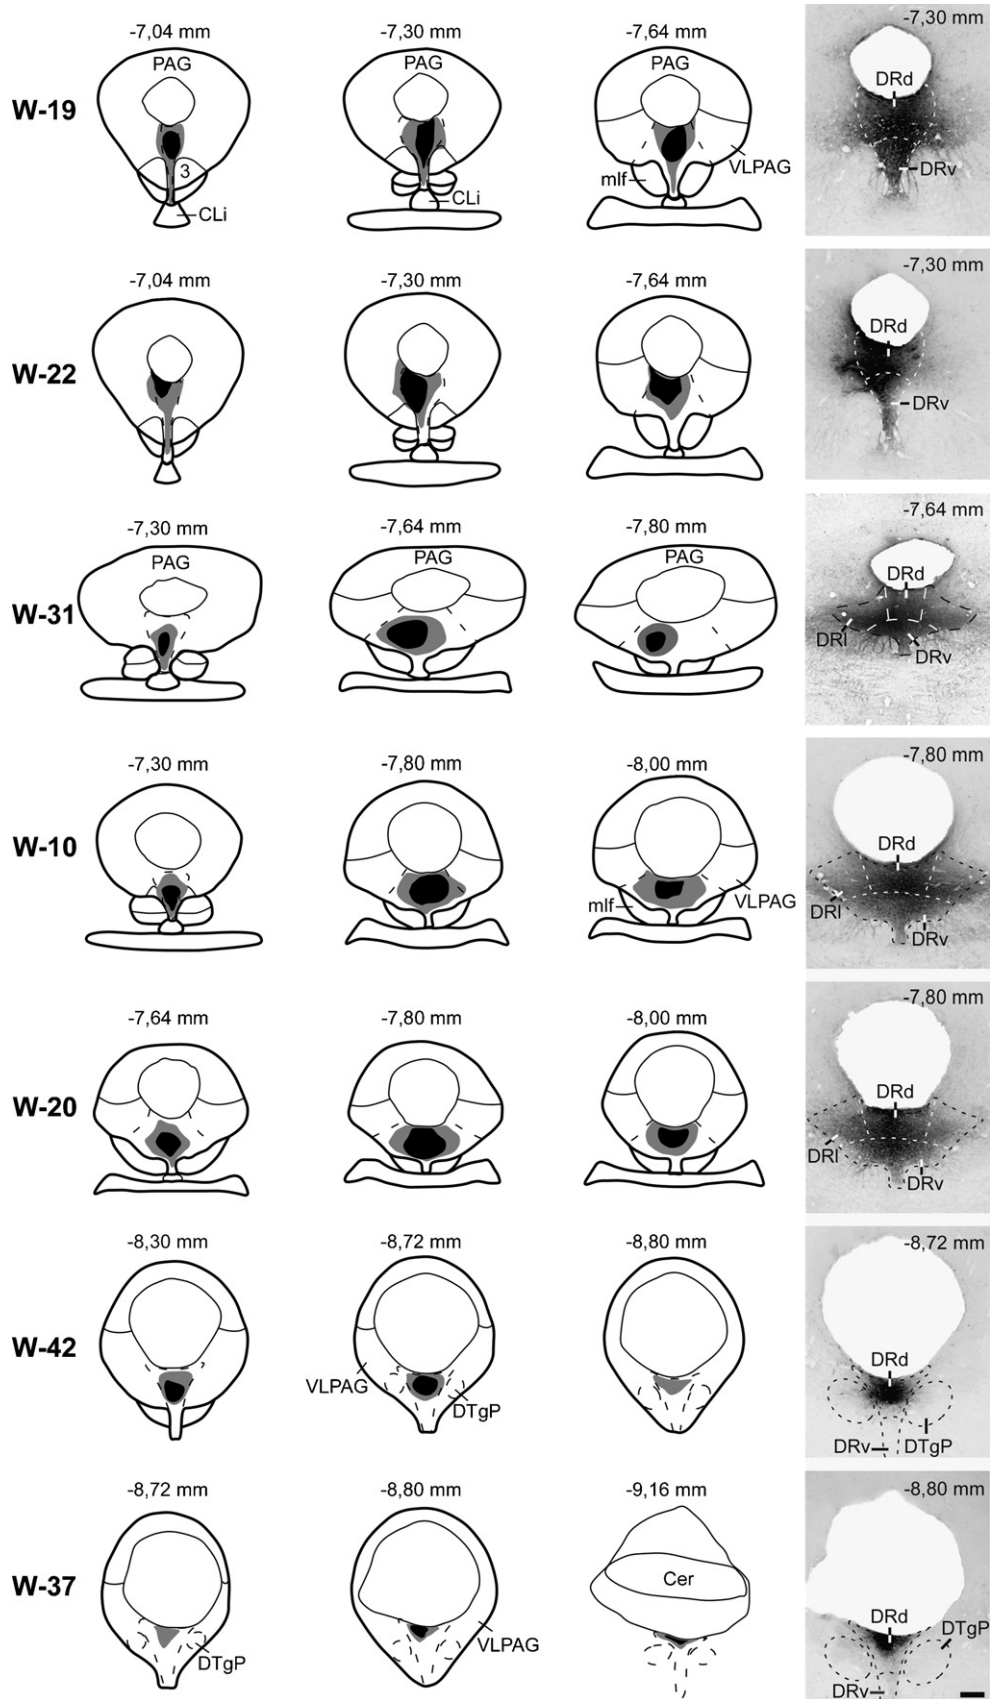 -7,04 mm
-7,30 mm
-7,64 mm
-7,30 mm
W-19
PAG
PAG
PAG
DRd
3
CLi
CLi
mlf
VLPAG
DRv
-7,04 mm
-7,30 mm
-7,64 mm
-7,30 mm
W-22
DRd
DRv
-7,30 mm
-7,64 mm
-7,80 mm
-7,64 mm
W-31
PAG
PAG
PAG
DRd
DRl
DRv
-7,30 mm
-7,80 mm
-8,00 mm
-7,80 mm
W-10
DRd
mlf
VLPAG
DRl
DRv
-7,64 mm
-7,80 mm
-8,00 mm
-7,80 mm
W-20
DRd
DRl
DRv
-8,30 mm
-8,72 mm
-8,80 mm
-8,72 mm
W-42
DRd
VLPAG
DTgP
DRv
DTgP
-8,72 mm
-8,80 mm
-9,16 mm
-8,80 mm
W-37
Cer
DRd
DTgP
DTgP
VLPAG
DRv